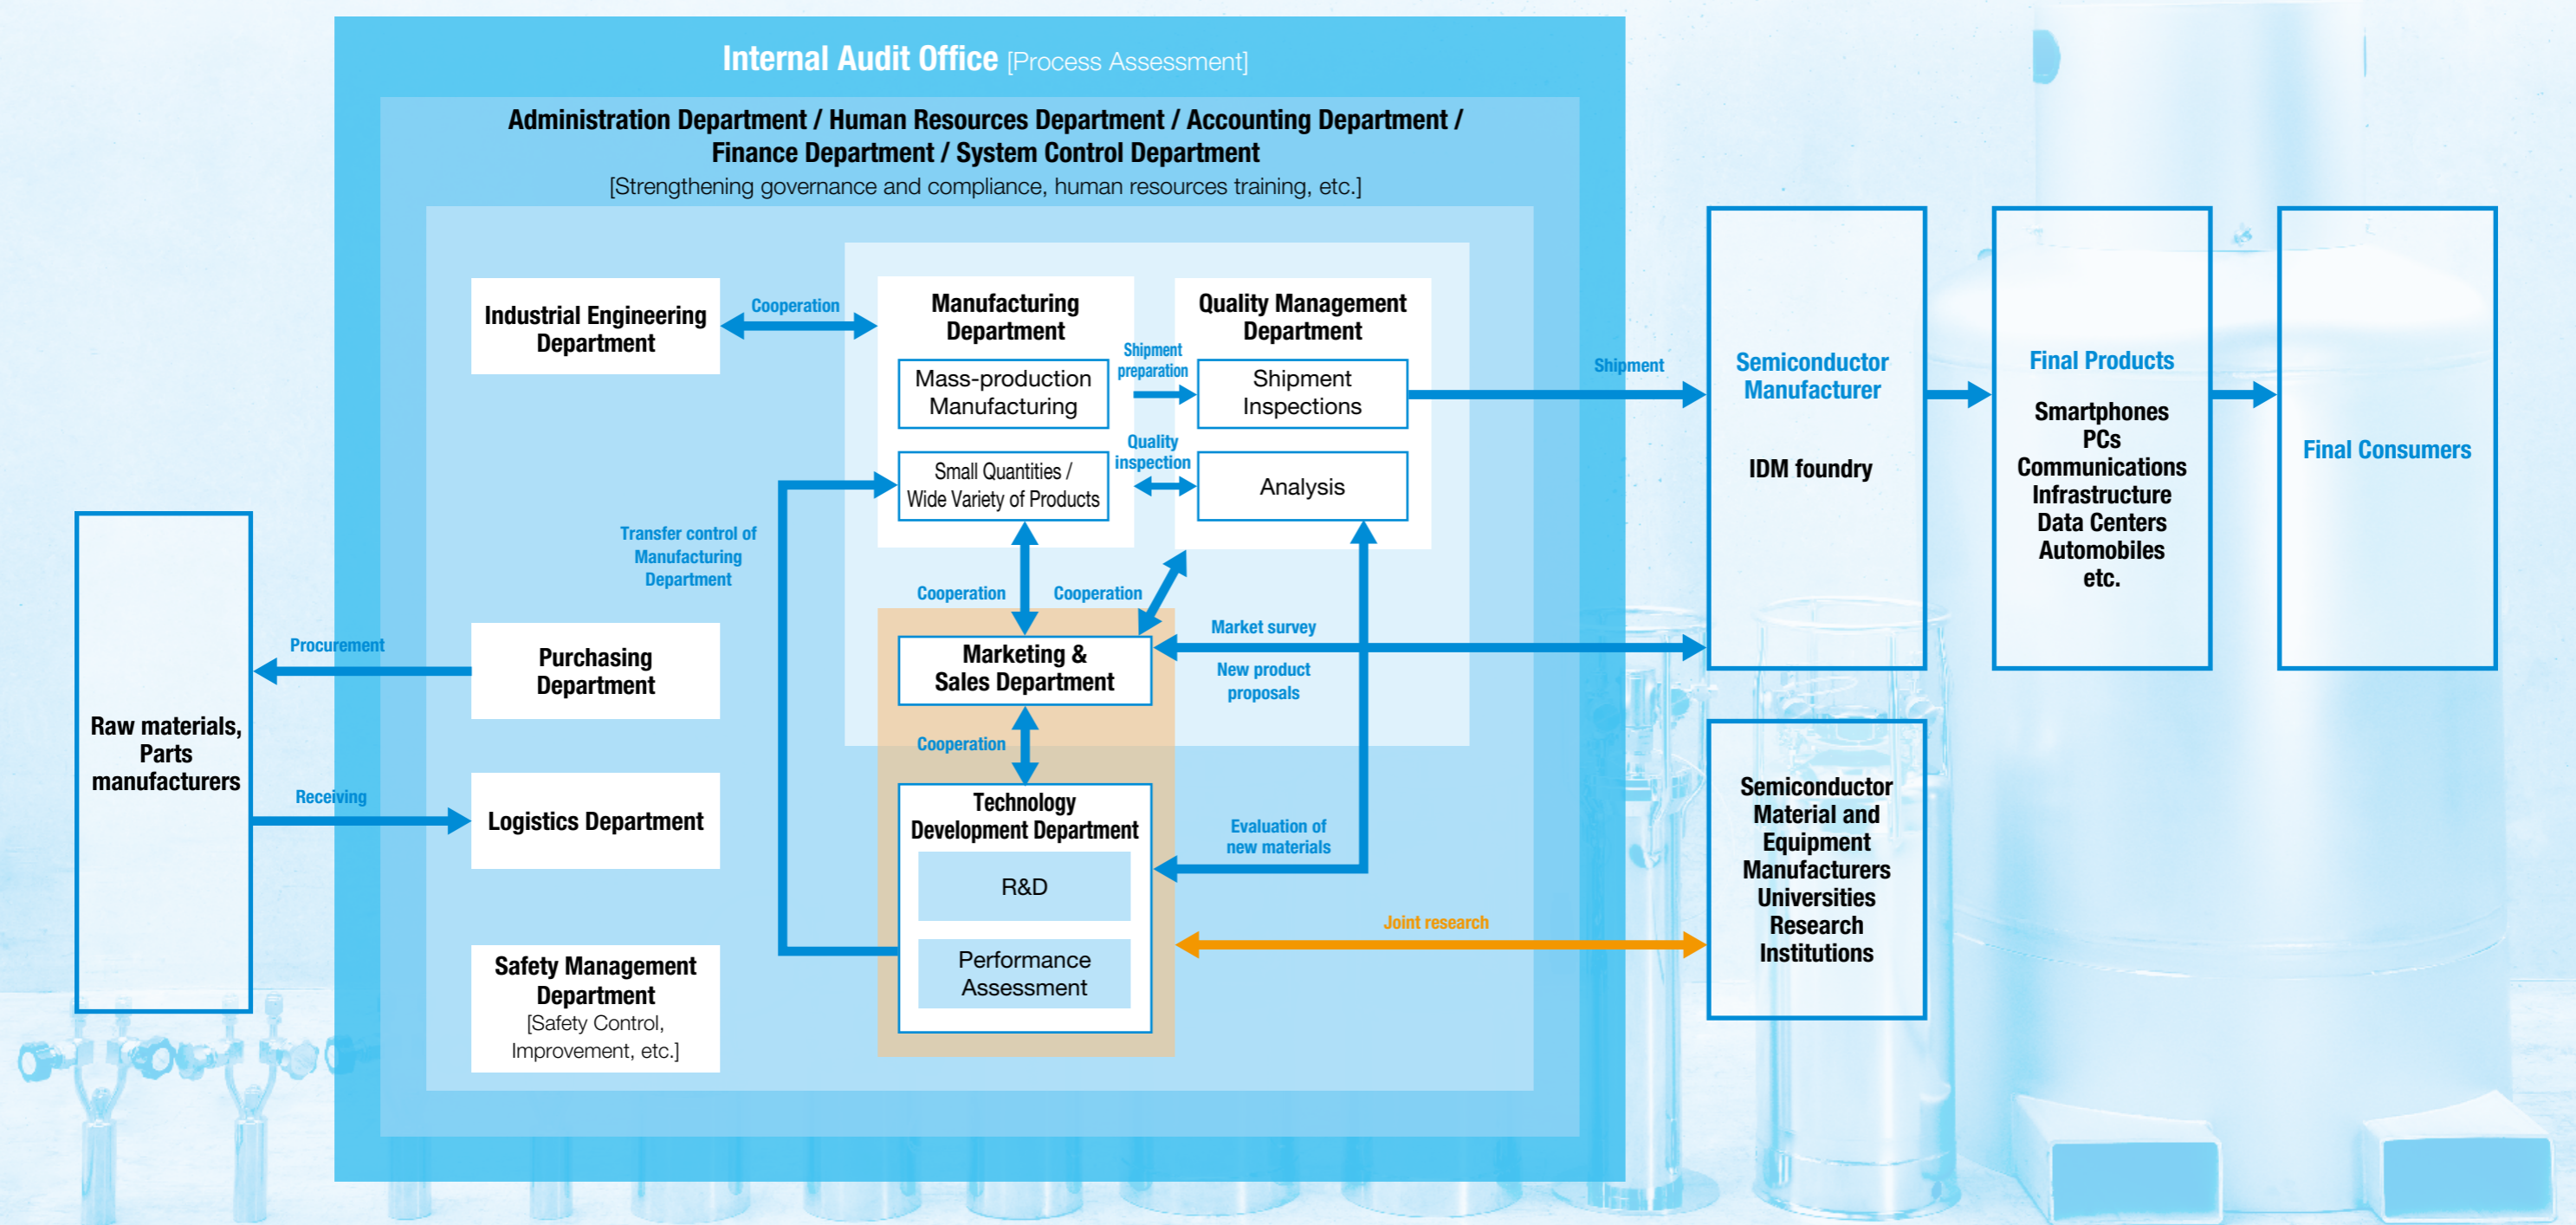 Internal Audit Office [Process Assessment]
Administration Department / Human Resources Department / Accounting Department /
Finance Department / System Control Department
[Strengthening governance and compliance, human resources training, etc.]
Industrial Engineering
Department
Cooperation
Manufacturing
Department
Mass-production
Manufacturing
Small Quantities /
Wide Variety of Products
Shipment
preparation
Quality
inspection
Quality Management
Department
Shipment
Inspections
Analysis
Shipment
Semiconductor
Manufacturer
IDM foundry
Final Products
Smartphones
PCs
Communications
Infrastructure
Data Centers
Automobiles
etc.
Final Consumers
Transfer control of
Manufacturing
Department
Cooperation
Cooperation
Raw materials,
Parts
manufacturers
Procurement
Purchasing
Department
Marketing &
Sales Department
Market survey
New product
proposals
Cooperation
Receiving
Logistics Department
Technology
Development Department
R&D
Performance
Assessment
Evaluation of
new materials
Joint research
Semiconductor
Material and
Equipment
Manufacturers
Universities
Research
Institutions
Safety Management
Department
[Safety Control,
Improvement, etc.]